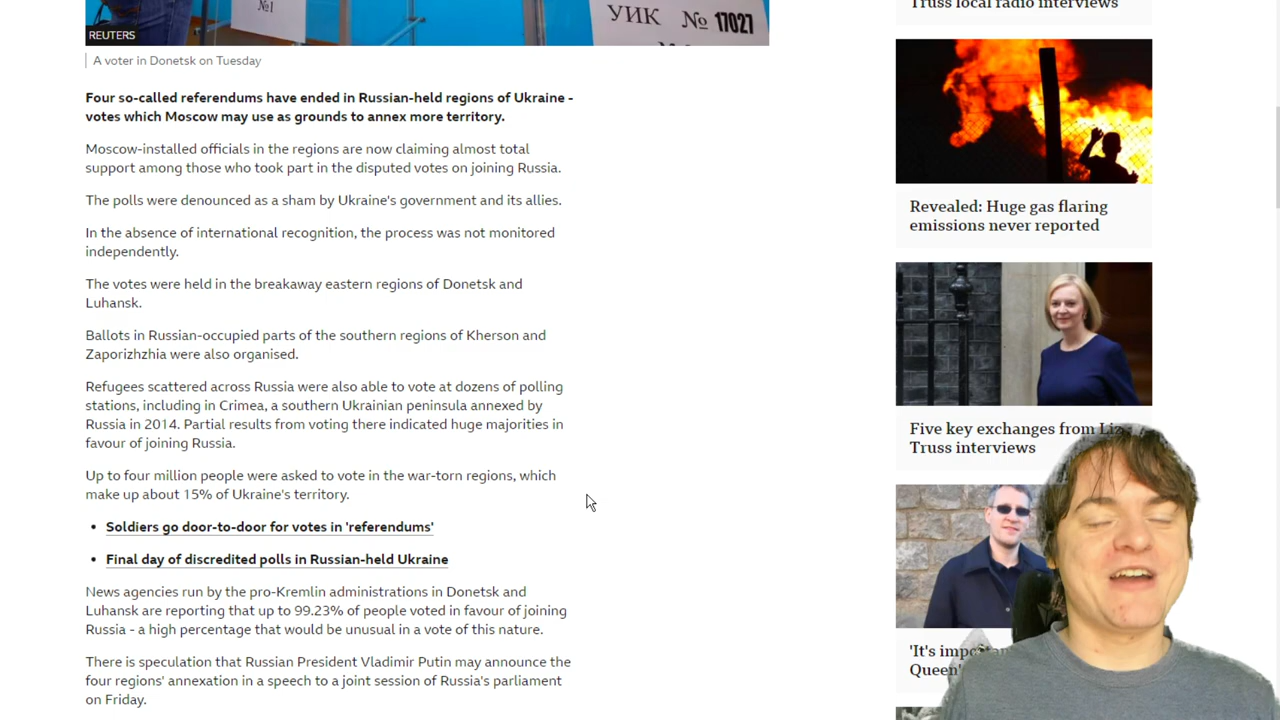 №1
УИК № 17027
REUTERS
A voter in Donetsk on Tuesday
Four so-called referendums have ended in Russian-held regions of Ukraine -
votes which Moscow may use as grounds to annex more territory.
Moscow-installed officials in the regions are now claiming almost total
support among those who took part in the disputed votes on joining Russia.
The polls were denounced as a sham by Ukraine's government and its allies.
In the absence of international recognition, the process was not monitored
independently.
The votes were held in the breakaway eastern regions of Donetsk and
Luhansk.
Ballots in Russian-occupied parts of the southern regions of Kherson and
Zaporizhzhia were also organised.
Refugees scattered across Russia were also able to vote at dozens of polling
stations, including in Crimea, a southern Ukrainian peninsula annexed by
Russia in 2014. Partial results from voting there indicated huge majorities in
favour of joining Russia.
Up to four million people were asked to vote in the war-torn regions, which
make up about 15% of Ukraine's territory.
• Soldiers go door-to-door for votes in 'referendums'
• Final day of discredited polls in Russian-held Ukraine
News agencies run by the pro-Kremlin administrations in Donetsk and
Luhansk are reporting that up to 99.23% of people voted in favour of joining
Russia - a high percentage that would be unusual in a vote of this nature.
There is speculation that Russian President Vladimir Putin may announce the
four regions' annexation in a speech to a joint session of Russia's parliament
on Friday.
Truss local radio interviews
Revealed: Huge gas flaring
emissions never reported
Five key exchanges from Liz
Truss interviews
'It's
Queen'